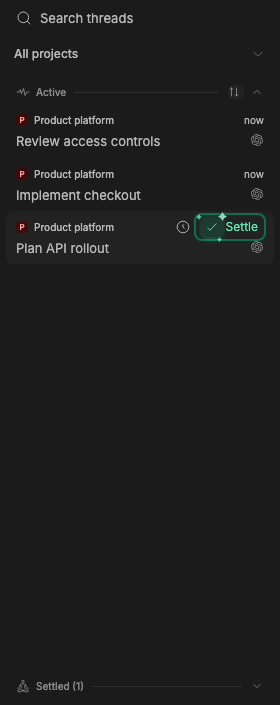 Search threads
All projects
Active
P Product platform now
Review access controls
P Product platform now
Implement checkout
P Product platform Settle
Plan API rollout
Settled (1)